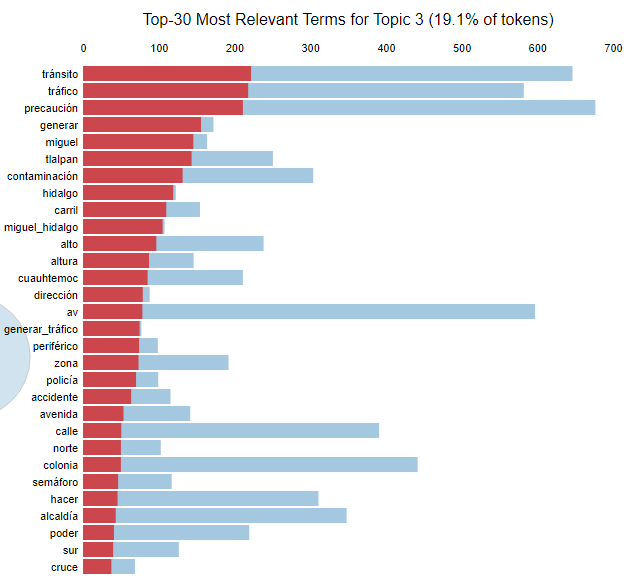 Top-30 Most Relevant Terms for Topic 3 (19.1% of tokens)
0 100 200 300 400 500 600 700
tránsito
tráfico
precaución
generar
miguel
tlalpan
contaminación
hidalgo
carril
miguel_hidalgo
alto
altura
cuauhtemoc
dirección
av
generar_tráfico
periférico
zona
policía
accidente
avenida
calle
norte
colonia
semáforo
hacer
alcaldía
poder
sur
cruce